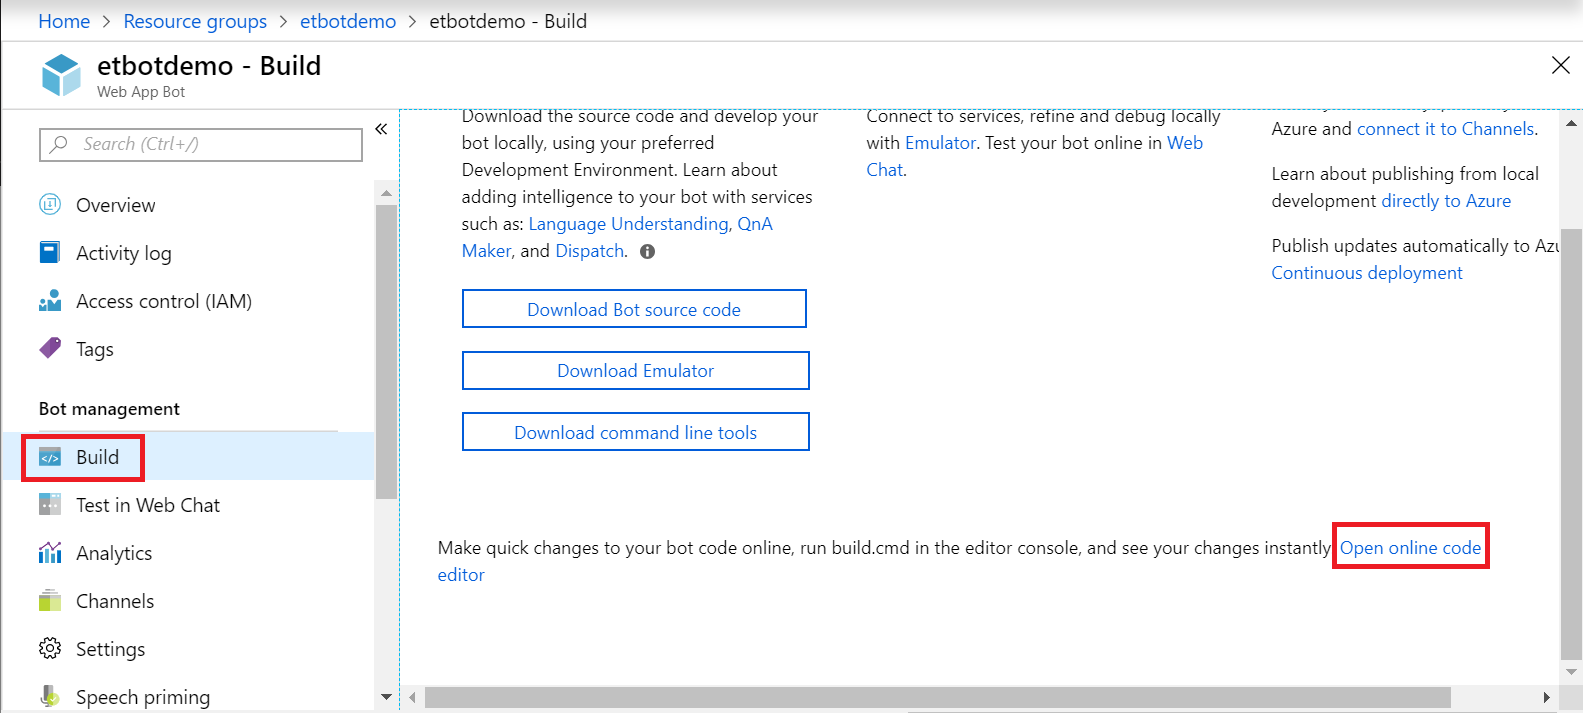 Home > Resource groups > etbotdemo > etbotdemo - Build
etbotdemo - Build
Web App Bot
Search (Ctrl+/)
Overview
Activity log
Access control (IAM)
Tags
Bot management
Build
Test in Web Chat
Analytics
Channels
Settings
Speech priming
Download the source code and develop your
bot locally, using your preferred
Development Environment. Learn about
adding intelligence to your bot with services
such as: Language Understanding, QnA
Maker, and Dispatch.
Download Bot source code
Download Emulator
Download command line tools
Connect to services, refine and debug locally
with Emulator. Test your bot online in Web
Chat.
Azure and connect it to Channels.
Learn about publishing from local
development directly to Azure
Publish updates automatically to Azu
Continuous deployment
Make quick changes to your bot code online, run build.cmd in the editor console, and see your changes instantly Open online code
editor